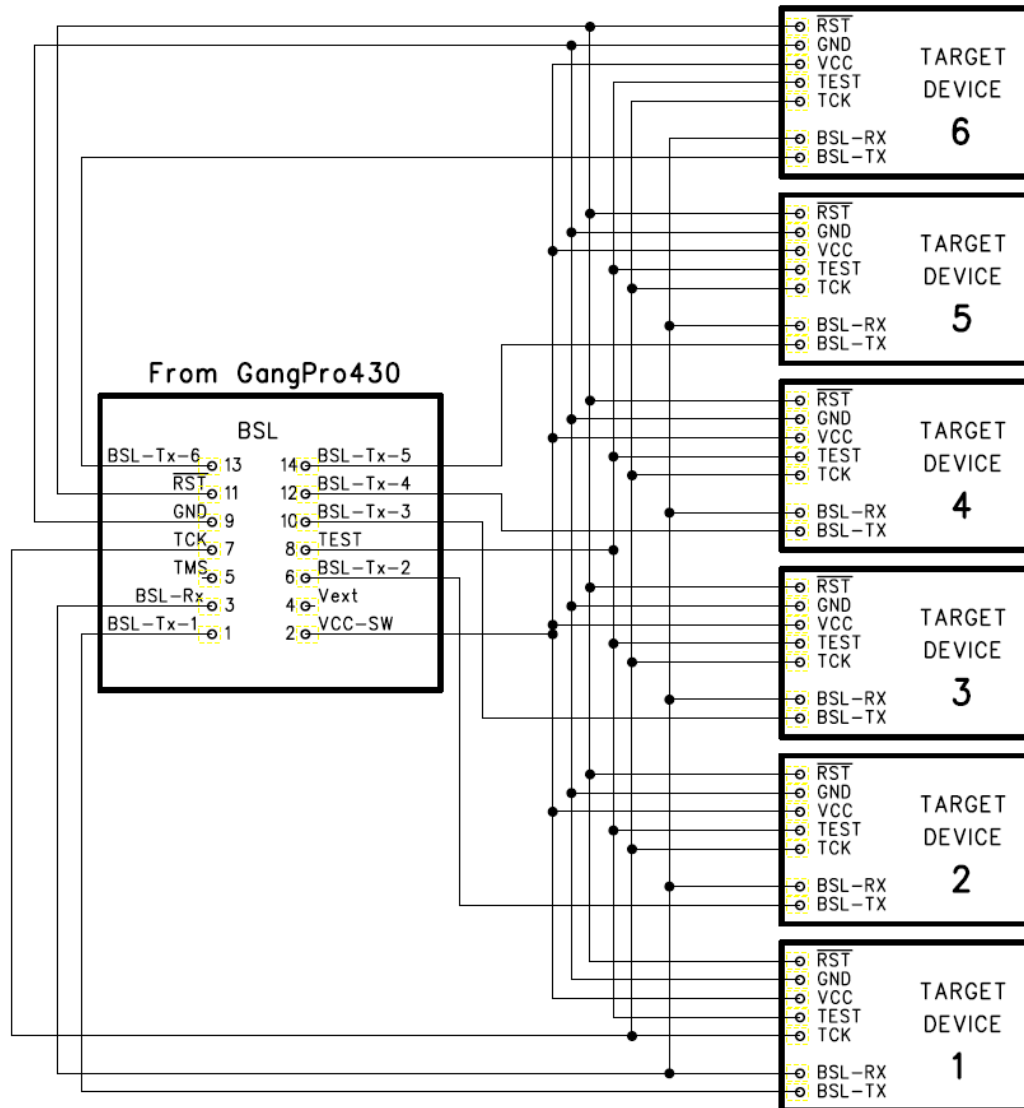 From GangPro430
BSL
BSL-Tx-6 13 14 BSL-Tx-5
RST 11 12 BSL-Tx-4
GND 9 10 BSL-Tx-3
TCK 7 8 TEST
TMS 5 6 BSL-Tx-2
BSL-Rx 3 4 Vext
BSL-Tx-1 1 2 VCC-SW
RST
GND
VCC
TEST
TCK
BSL-RX
BSL-TX
TARGET
DEVICE
6
RST
GND
VCC
TEST
TCK
BSL-RX
BSL-TX
TARGET
DEVICE
5
RST
GND
VCC
TEST
TCK
BSL-RX
BSL-TX
TARGET
DEVICE
4
RST
GND
VCC
TEST
TCK
BSL-RX
BSL-TX
TARGET
DEVICE
3
RST
GND
VCC
TEST
TCK
BSL-RX
BSL-TX
TARGET
DEVICE
2
RST
GND
VCC
TEST
TCK
BSL-RX
BSL-TX
TARGET
DEVICE
1